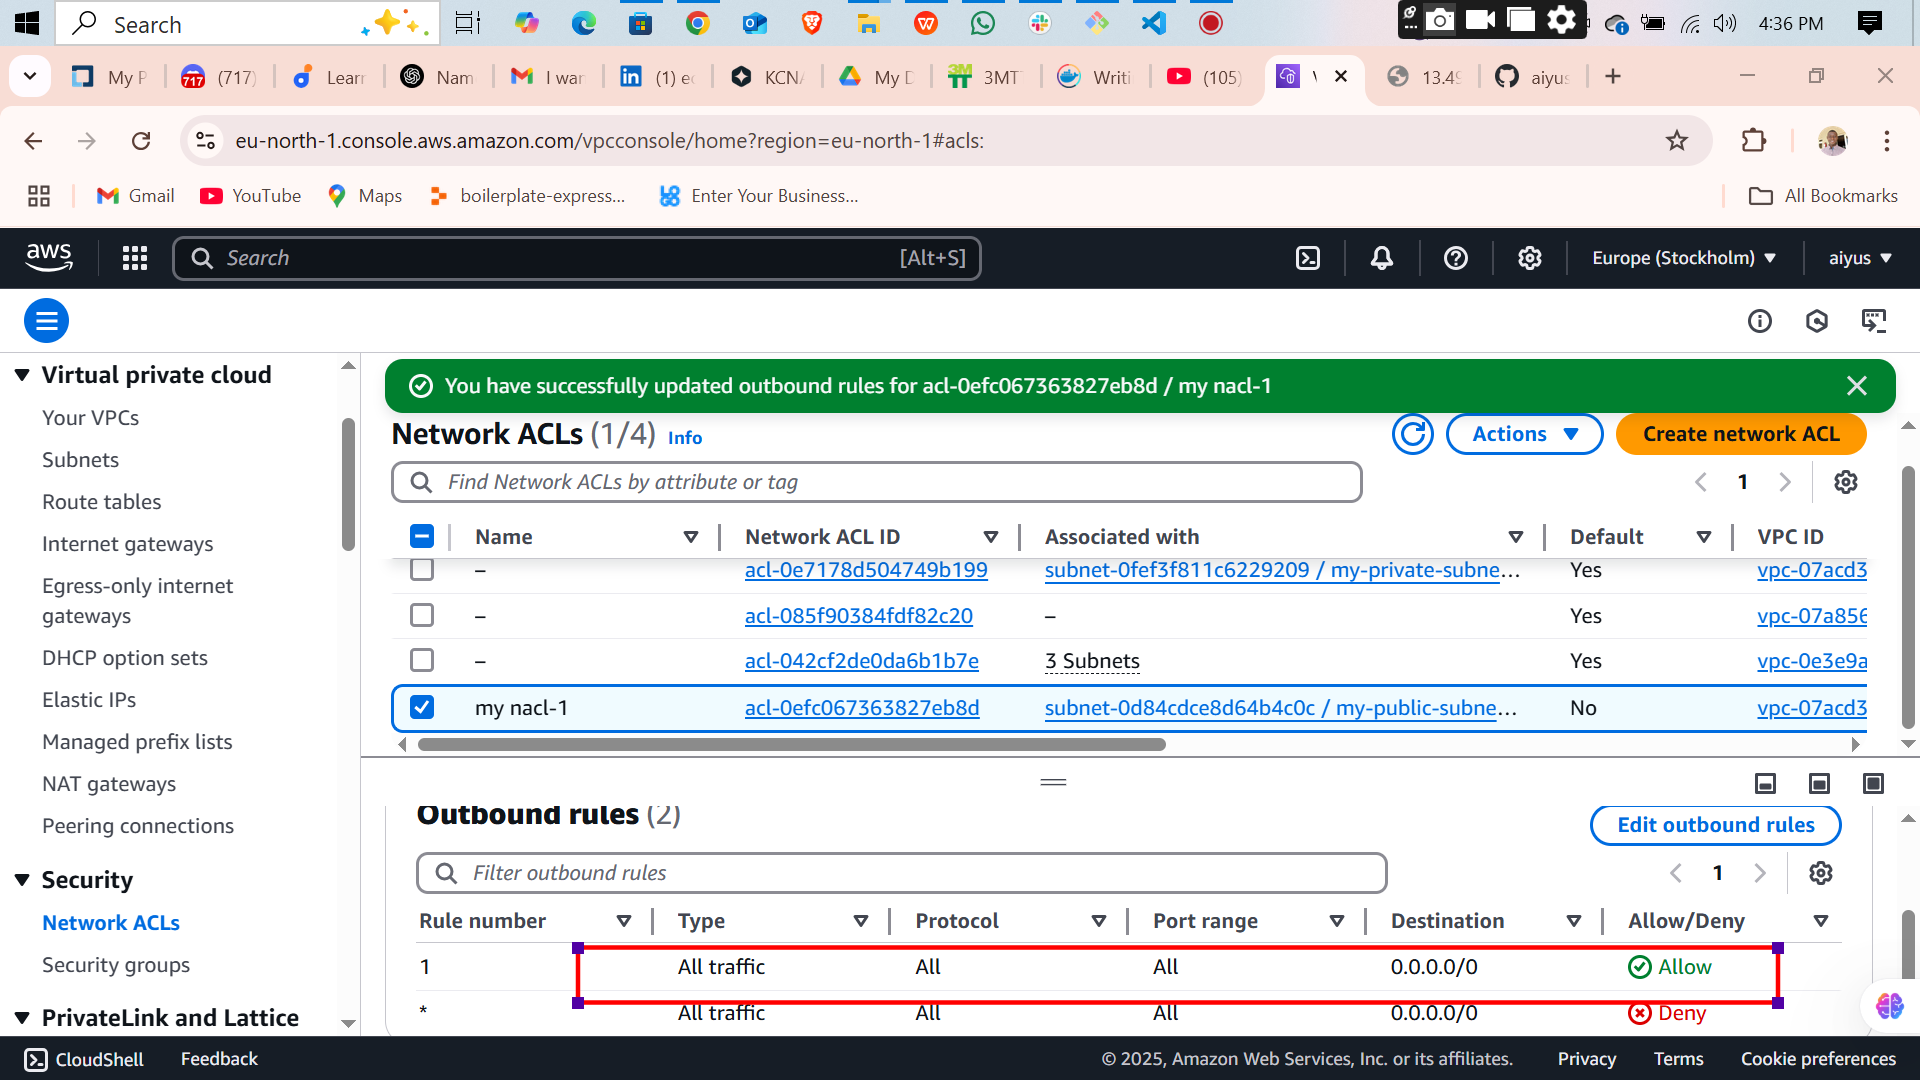 Search
4:36 PM
My P
717
(717)
Learn
Nam
I war
(1) ec
KCNA
My D
3MT
Writi
(105)
13.49
aiyus
eu-north-1.console.aws.amazon.com/vpcconsole/home?region=eu-north-1#acls:
Gmail
YouTube
Maps
boilerplate-express...
Enter Your Business...
All Bookmarks
aws
Search
[Alt+S]
Europe (Stockholm)
aiyus
Virtual private cloud
Your VPCs
Subnets
Route tables
Internet gateways
Egress-only internet
gateways
DHCP option sets
Elastic IPs
Managed prefix lists
NAT gateways
Peering connections
Security
Network ACLs
Security groups
PrivateLink and Lattice
You have successfully updated outbound rules for acl-0efc067363827eb8d / my nacl-1
Network ACLs (1/4) Info
Actions
Create network ACL
Find Network ACLs by attribute or tag
1
Name Network ACL ID Associated with Default VPC ID
– acl-0e7178d504749b199 subnet-0fef3f811c6229209 / my-private-subne... Yes vpc-07acd3
– acl-085f90384fdf82c20 – Yes vpc-07a856
– acl-042cf2de0da6b1b7e 3 Subnets Yes vpc-0e3e9a
my nacl-1 acl-0efc067363827eb8d subnet-0d84cdce8d64b4c0c / my-public-subne... No vpc-07acd3
Outbound rules (2)
Edit outbound rules
Filter outbound rules
1
Rule number Type Protocol Port range Destination Allow/Deny
1 All traffic All All 0.0.0.0/0 Allow
* All traffic All All 0.0.0.0/0 Deny
CloudShell
Feedback
© 2025, Amazon Web Services, Inc. or its affiliates.
Privacy
Terms
Cookie preferences